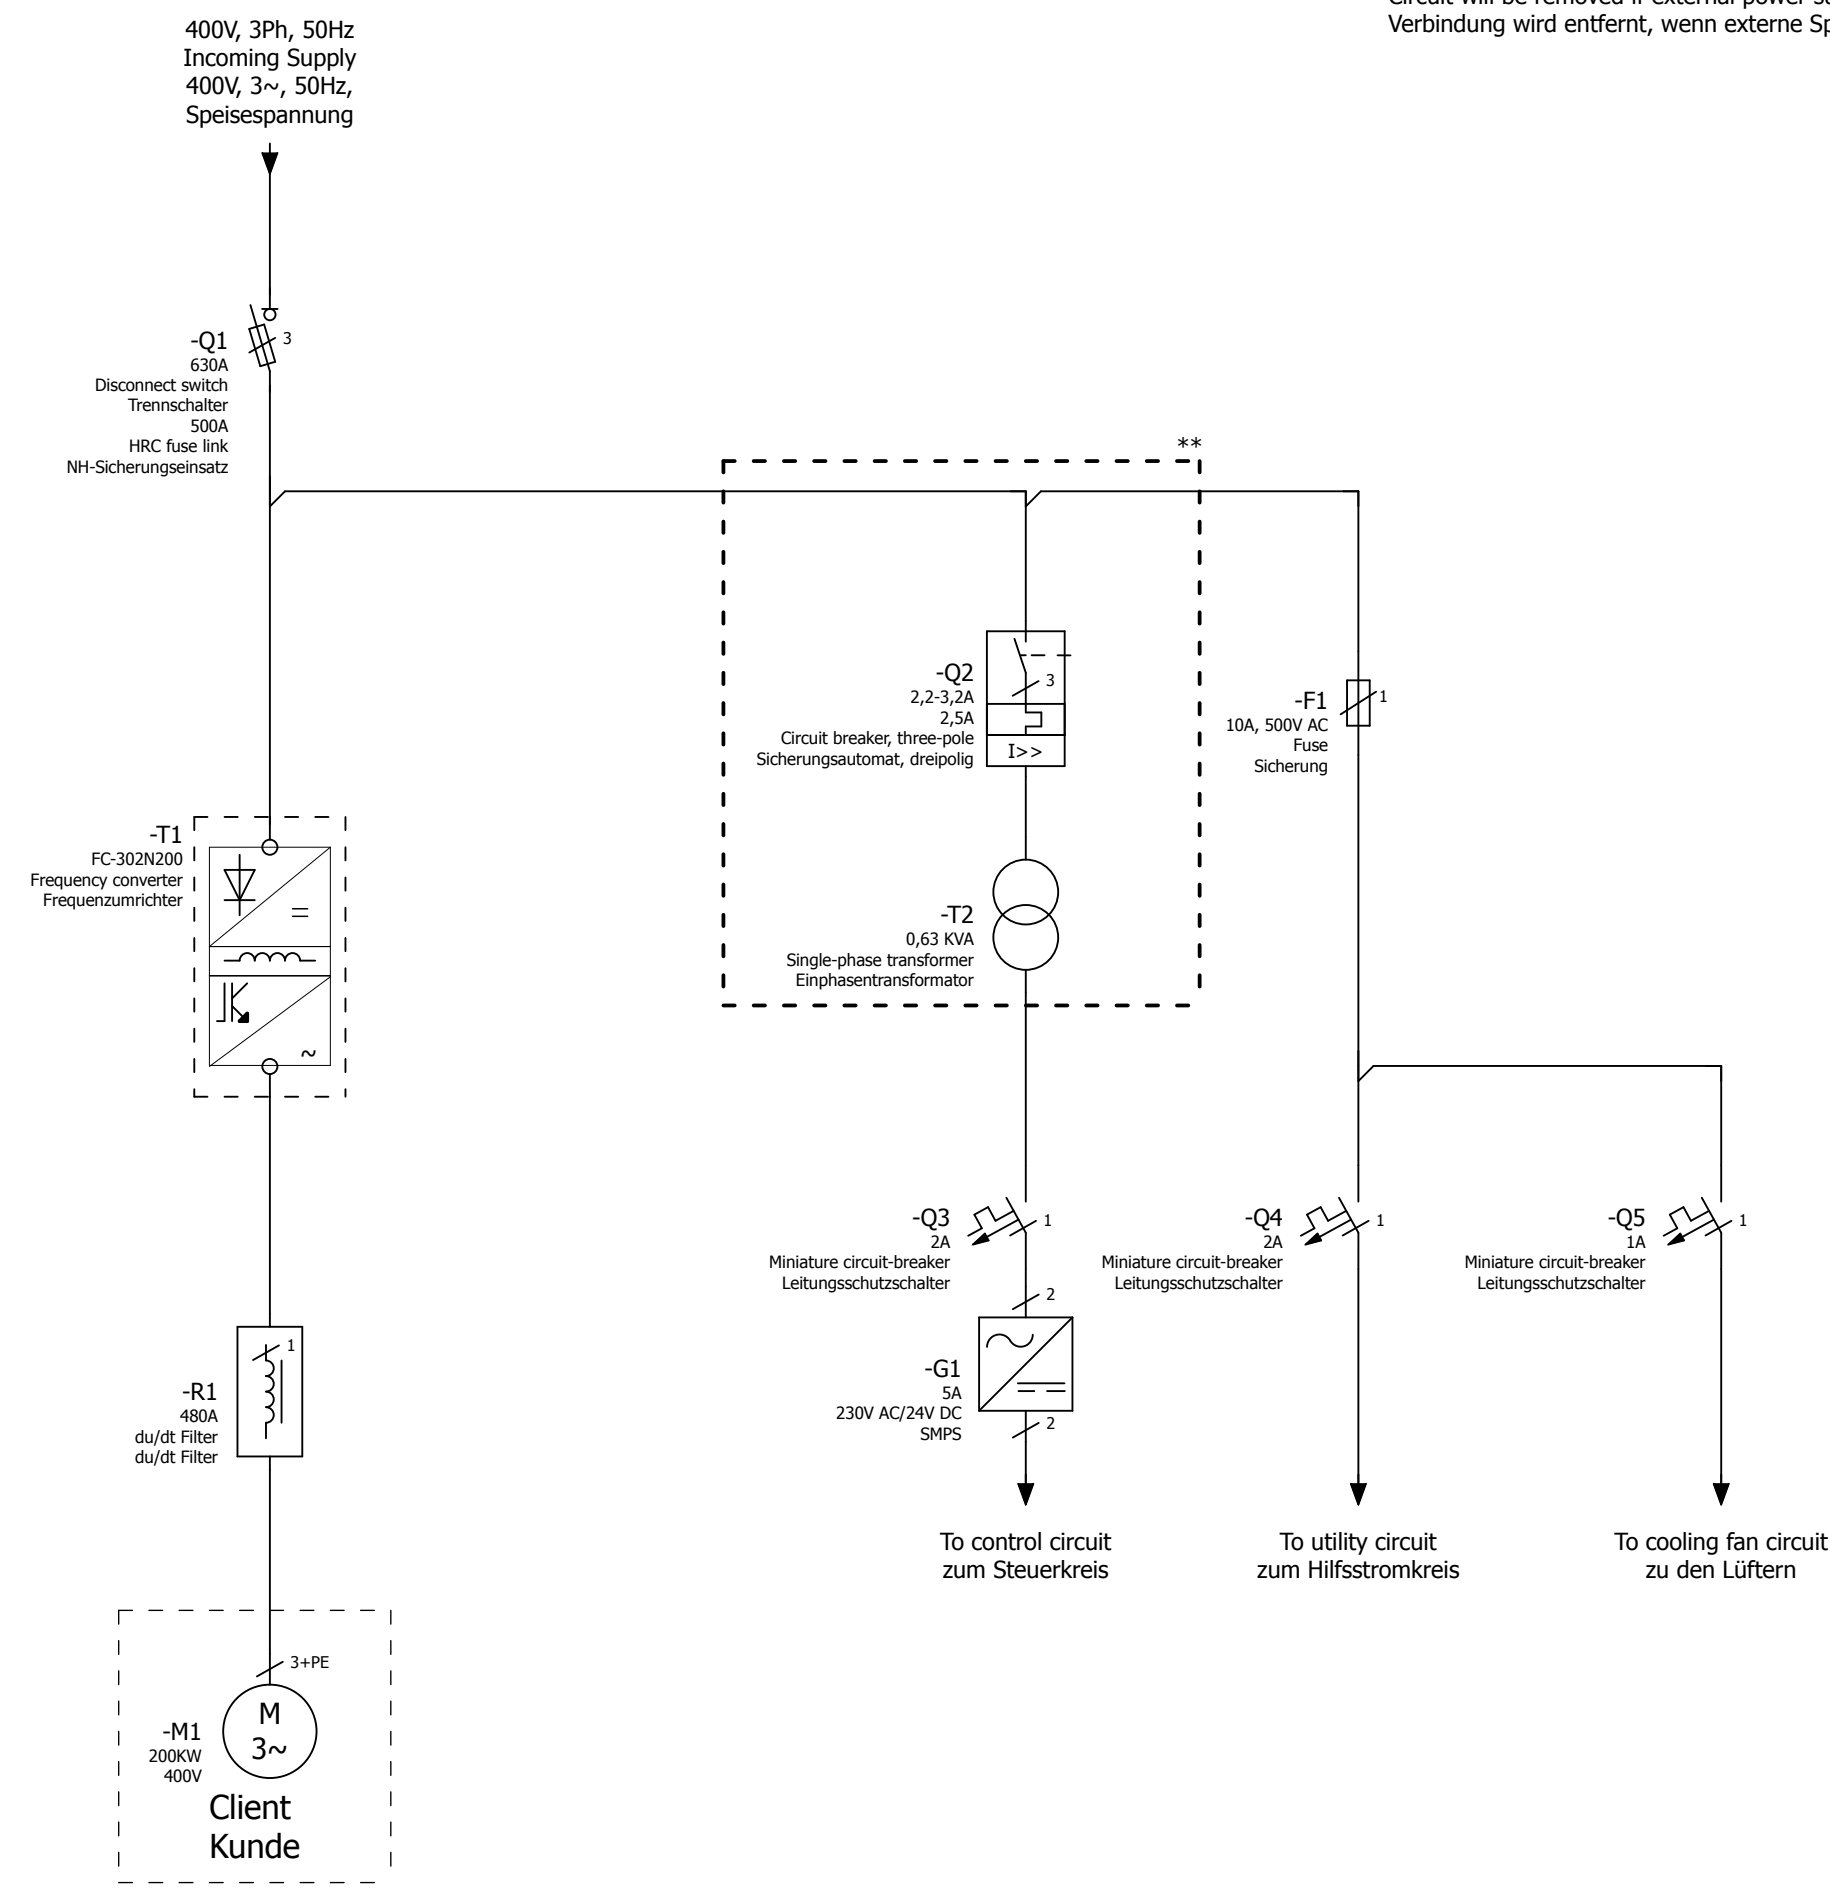 Circuit will be removed if external power
Verbindung wird entfernt, wenn externe
400V, 3Ph, 50Hz
Incoming Supply
400V, 3~, 50Hz,
Speisespannung
-Q1
3
630A
Disconnect switch
Trennschalter
500A
HRC fuse link
NH-Sicherungseinsatz
**
-Q2
3
2,2-3,2A
2,5A
Circuit breaker, three-pole
Sicherungsautomat, dreipolig
I>>
-F1
1
10A, 500V AC
Fuse
Sicherung
-T1
FC-302N200
Frequency converter
Frequenzumrichter
=
~
-T2
0,63 KVA
Single-phase transformer
Einphasentransformator
-Q3
1
2A
Miniature circuit-breaker
Leitungsschutzschalter
2
-Q4
1
2A
Miniature circuit-breaker
Leitungsschutzschalter
-Q5
1
1A
Miniature circuit-breaker
Leitungsschutzschalter
-R1
1
480A
du/dt Filter
du/dt Filter
-G1
5A
230V AC/24V DC
SMPS
2
To control circuit
zum Steuerkreis
To utility circuit
zum Hilfsstromkreis
To cooling fan circuit
zu den Lüftern
3+PE
M
3~
-M1
200KW
400V
Client
Kunde